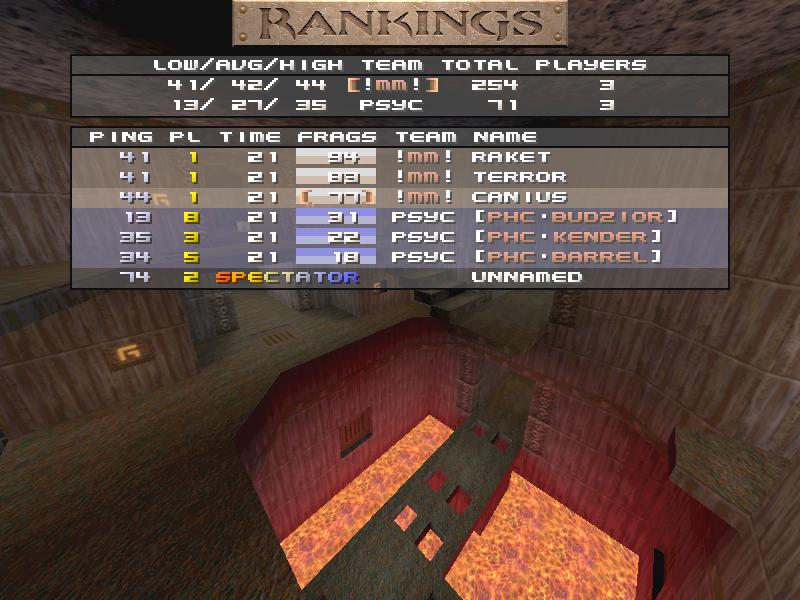 RANKINGS
LOW/AVG/HIGH TEAM TOTAL PLAYERS
41/ 42/ 44 [!mm!] 254 3
13/ 27/ 35 PSYC 71 3
PING PL TIME FRAGS TEAM NAME
41 1 21 94 !mm! RAKET
41 1 21 83 !mm! TERROR
44 1 21 [ 77] !mm! CANIUS
13 8 21 31 PSYC [PHC·BUDZIOR]
35 3 21 22 PSYC [PHC·KENDER]
34 5 21 18 PSYC [PHC·BARREL]
74 2 SPECTATOR UNNAMED